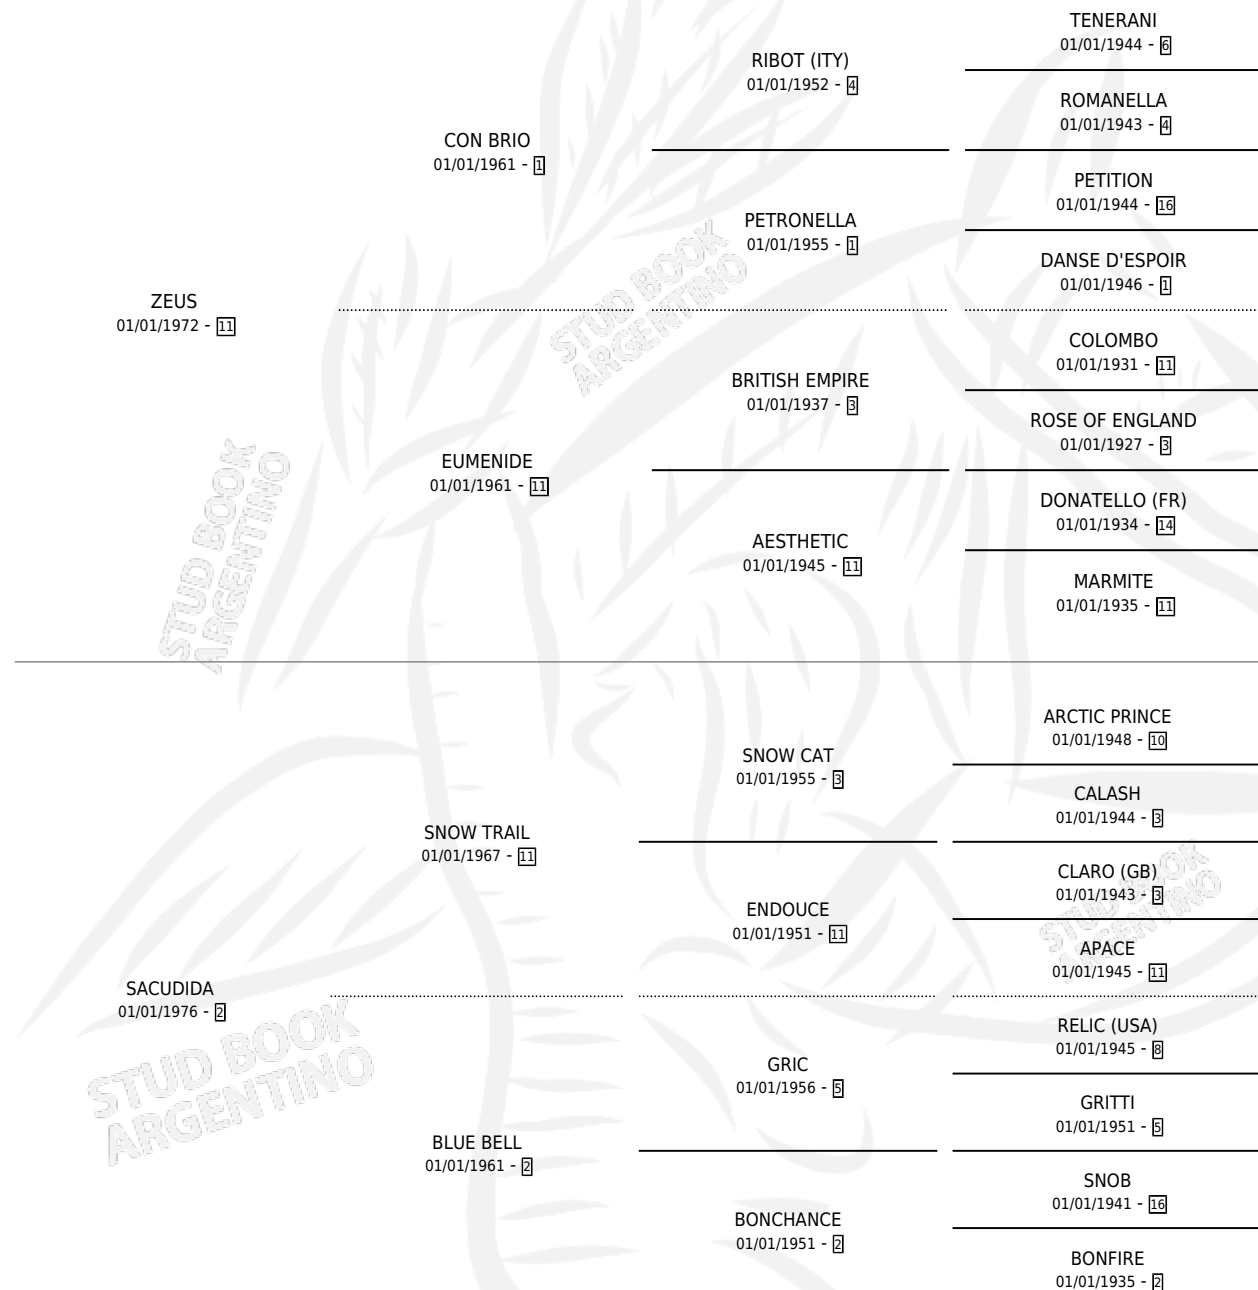 TENERANI
01/01/1944 - 6
RIBOT (ITY)
01/01/1952 - 4
ROMANELLA
01/01/1943 - 4
CON BRIO
01/01/1961 - 1
PETITION
01/01/1944 - 16
PETRONELLA
01/01/1955 - 1
DANSE D'ESPOIR
01/01/1946 - 1
ZEUS
01/01/1972 - 11
COLOMBO
01/01/1931 - 11
BRITISH EMPIRE
01/01/1937 - 3
ROSE OF ENGLAND
01/01/1927 - 3
EUMENIDE
01/01/1961 - 11
DONATELLO (FR)
01/01/1934 - 14
AESTHETIC
01/01/1945 - 11
MARMITE
01/01/1935 - 11
ARCTIC PRINCE
01/01/1948 - 10
SNOW CAT
01/01/1955 - 3
CALASH
01/01/1944 - 3
SNOW TRAIL
01/01/1967 - 11
CLARO (GB)
01/01/1943 - 3
ENDOUCE
01/01/1951 - 11
APACE
01/01/1945 - 11
SACUDIDA
01/01/1976 - 2
RELIC (USA)
01/01/1945 - 8
GRIC
01/01/1956 - 5
GRITTI
01/01/1951 - 5
BLUE BELL
01/01/1961 - 2
SNOB
01/01/1941 - 16
BONCHANCE
01/01/1951 - 2
BONFIRE
01/01/1935 - 2
STUD BOOK
ARGENTINO
STUD BOOK
ARGENTINO
STUD BOOK
ARGENTINO
STUD BOOK
ARGENTINO